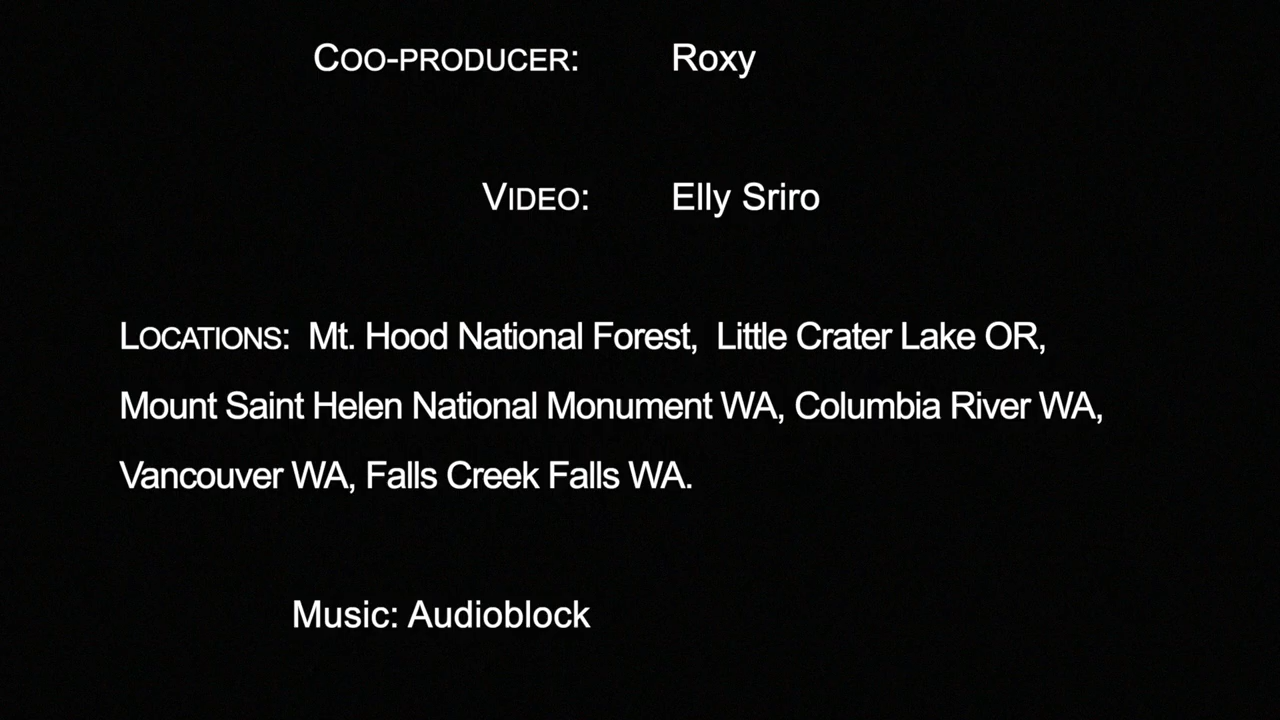 COO-PRODUCER: Roxy
VIDEO: Elly Sriro
LOCATIONS: Mt. Hood National Forest, Little Crater Lake OR,
Mount Saint Helen National Monument WA, Columbia River WA,
Vancouver WA, Falls Creek Falls WA.
Music: Audioblock